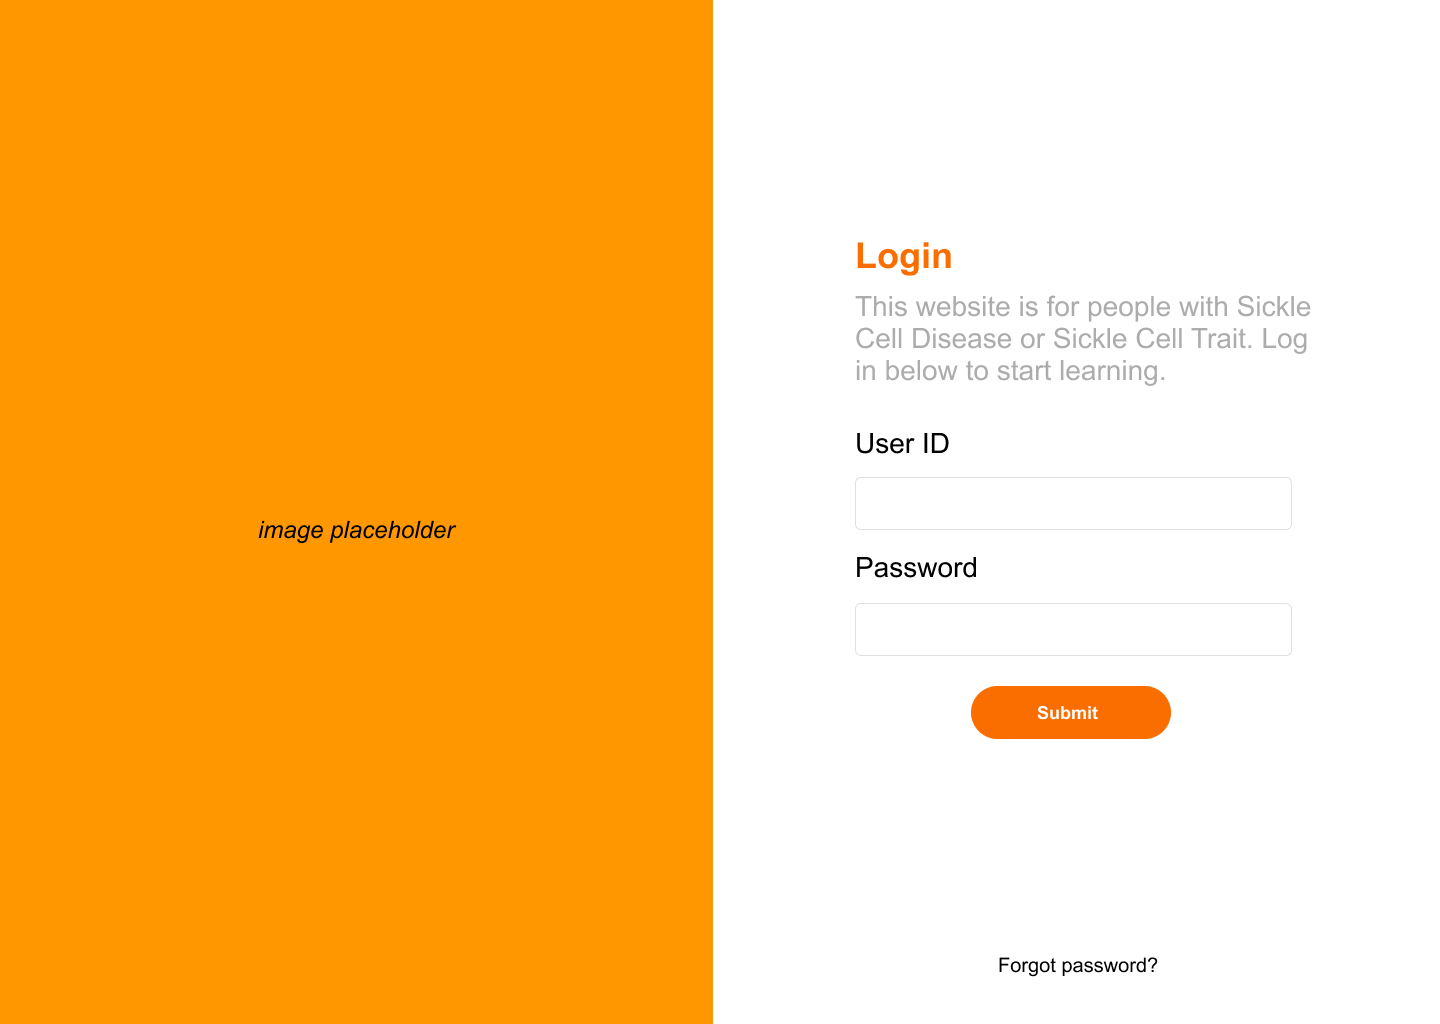 image placeholder
Login
This website is for people with Sickle
Cell Disease or Sickle Cell Trait. Log
in below to start learning.
User ID
Password
Submit
Forgot password?